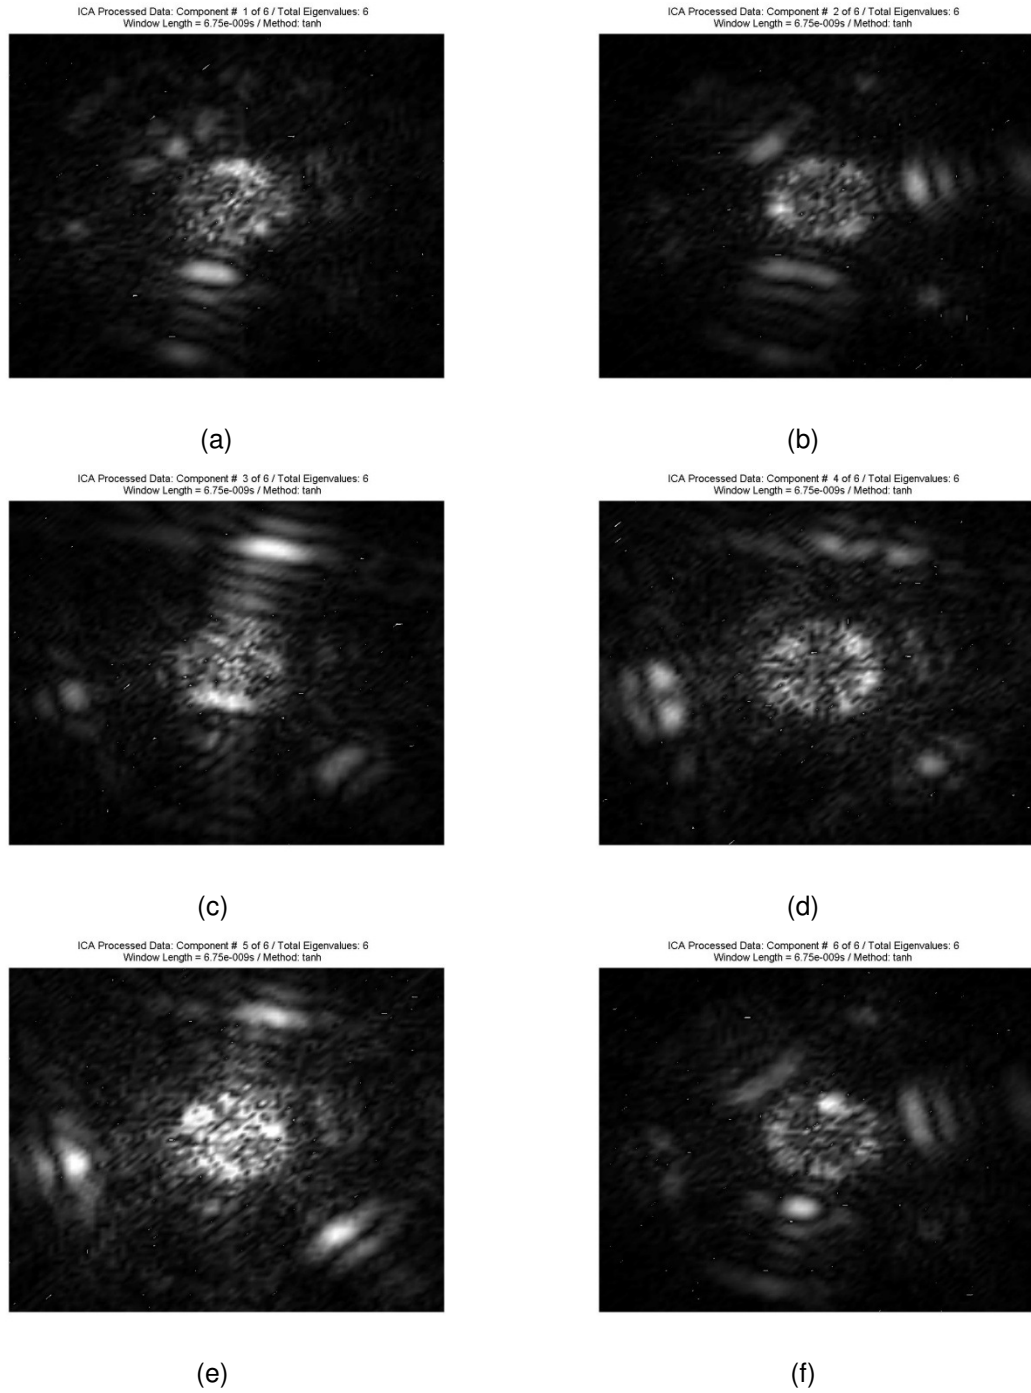 ICA Processed Data: Component # 1 of 6 / Total Eigenvalues: 6
Window Length = 6.75e-009s / Method: tanh
ICA Processed Data: Component # 2 of 6 / Total Eigenvalues: 6
Window Length = 6.75e-009s / Method: tanh
(a)
(b)
ICA Processed Data: Component # 3 of 6 / Total Eigenvalues: 6
Window Length = 6.75e-009s / Method: tanh
ICA Processed Data: Component # 4 of 6 / Total Eigenvalues: 6
Window Length = 6.75e-009s / Method: tanh
(c)
(d)
ICA Processed Data: Component # 5 of 6 / Total Eigenvalues: 6
Window Length = 6.75e-009s / Method: tanh
ICA Processed Data: Component # 6 of 6 / Total Eigenvalues: 6
Window Length = 6.75e-009s / Method: tanh
(e)
(f)